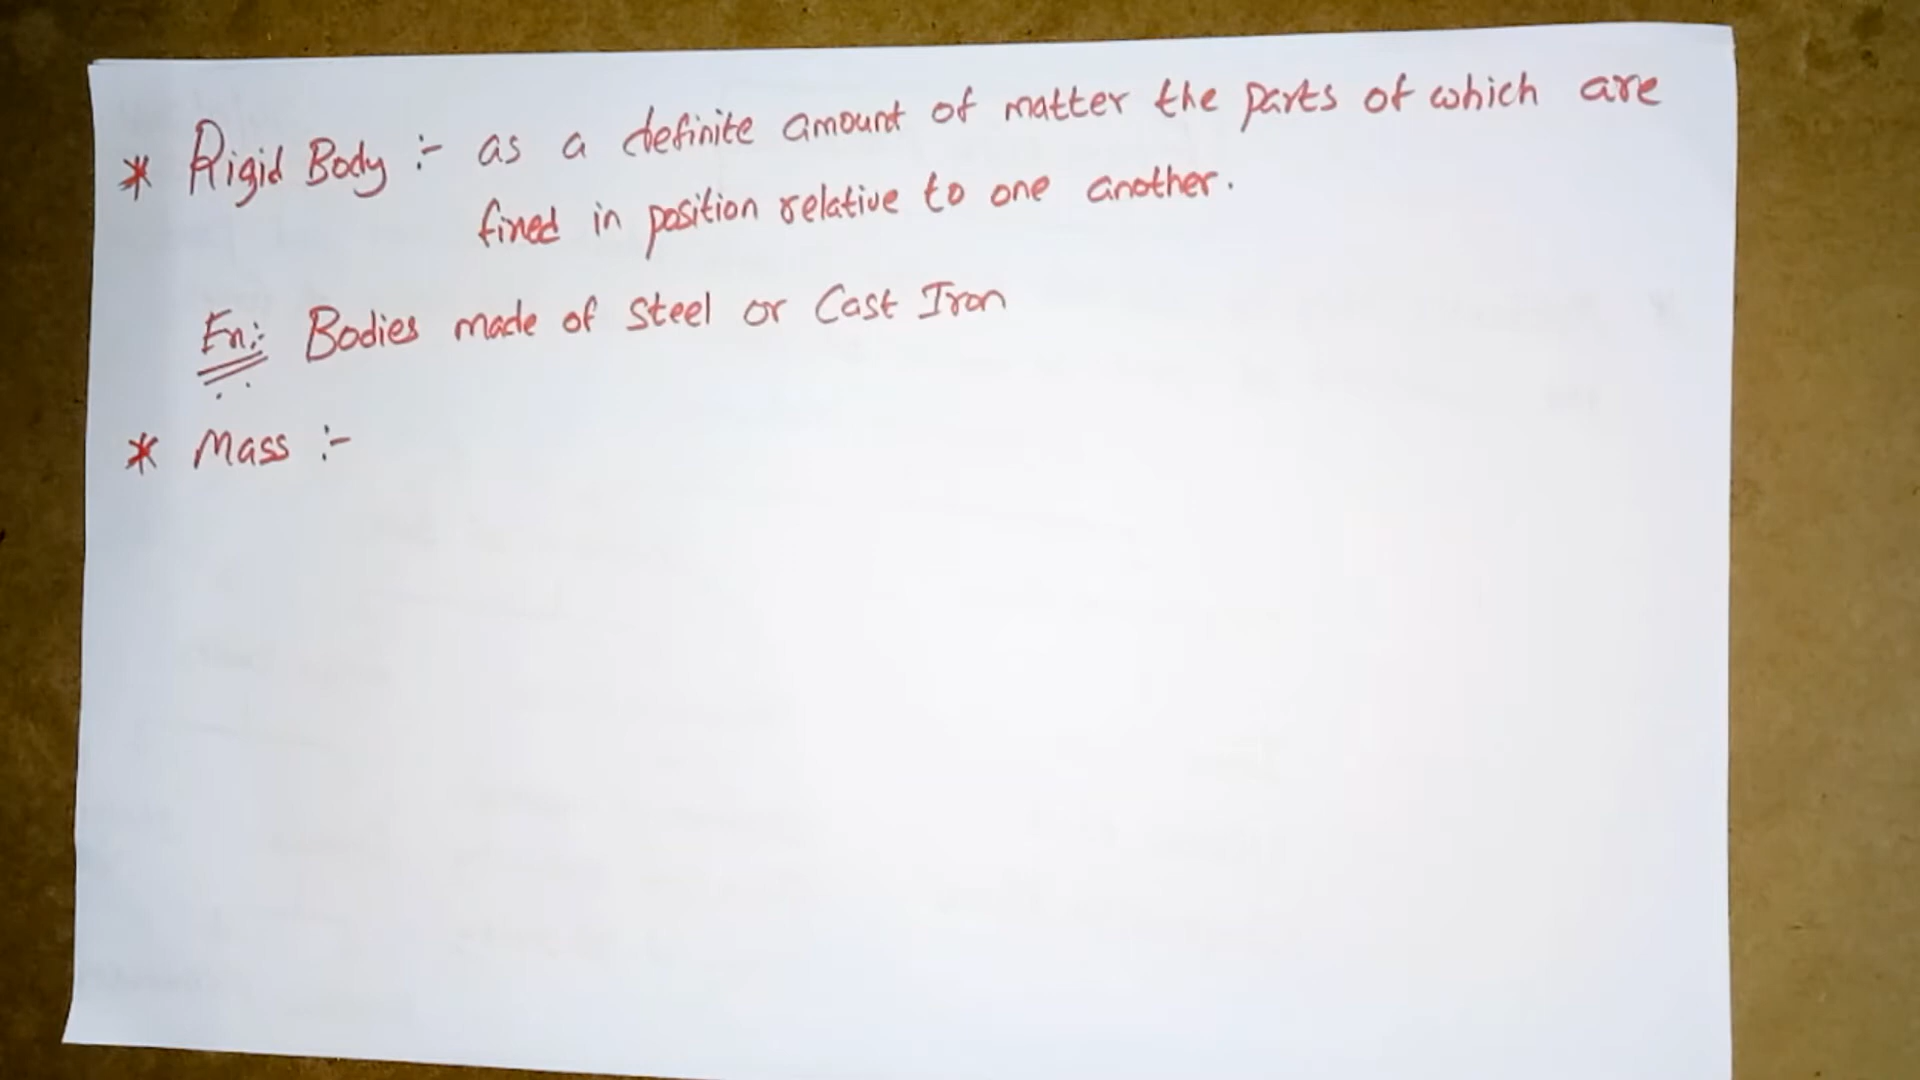 * Rigid Body :- as a definite amount of matter the parts of which are
fixed in position relative to one another.
Ex:- Bodies made of Steel or Cast Iron
* Mass :-